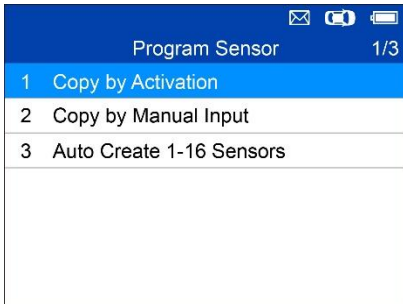 Program Sensor 1/3
1 Copy by Activation
2 Copy by Manual Input
3 Auto Create 1-16 Sensors